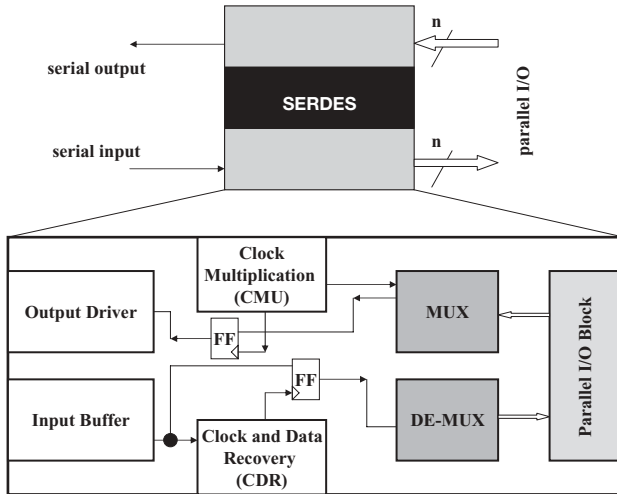 n
serial output
SERDES
parallel I/O
serial input
n
Clock
Multiplication
(CMU)
Output Driver
MUX
FF
Parallel I/O Block
FF
Input Buffer
DE-MUX
Clock and Data
Recovery
(CDR)